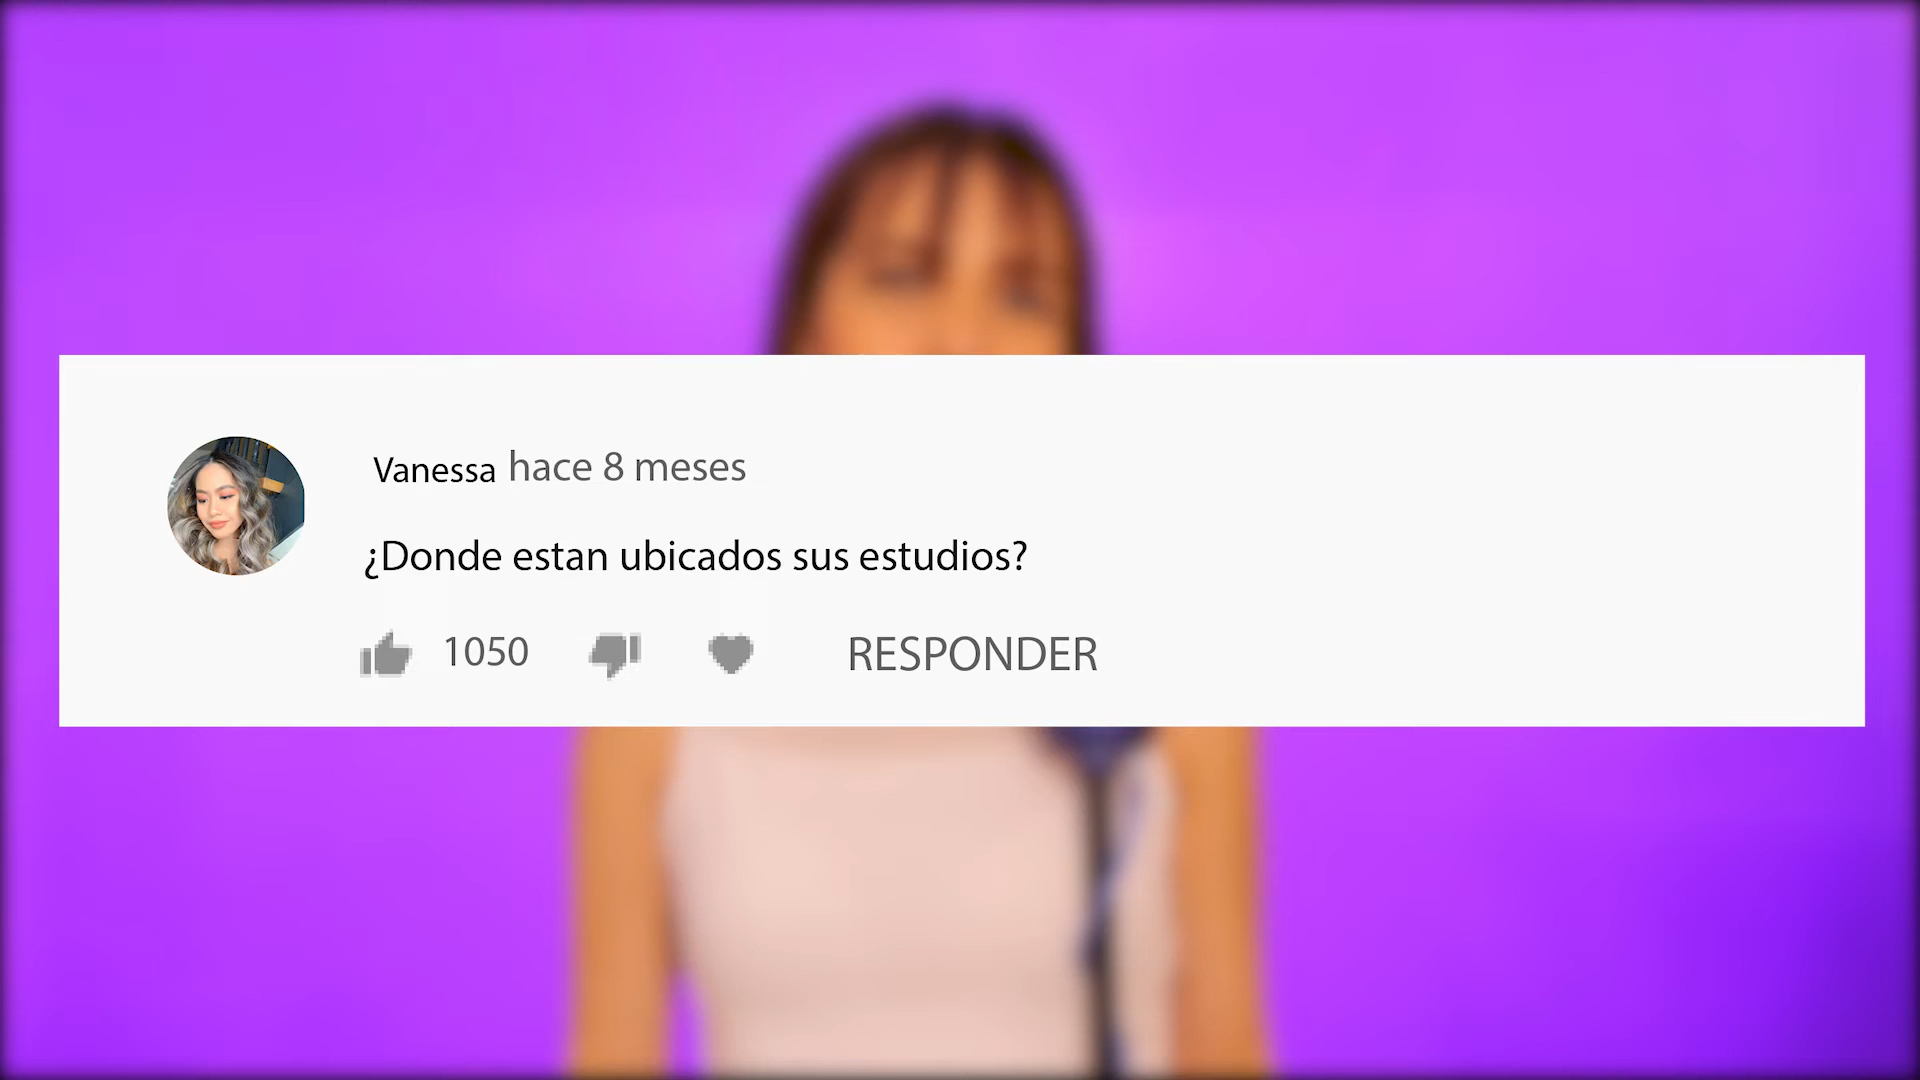 Vanessa hace 8 meses
¿Donde estan ubicados sus estudios?
1050 RESPONDER